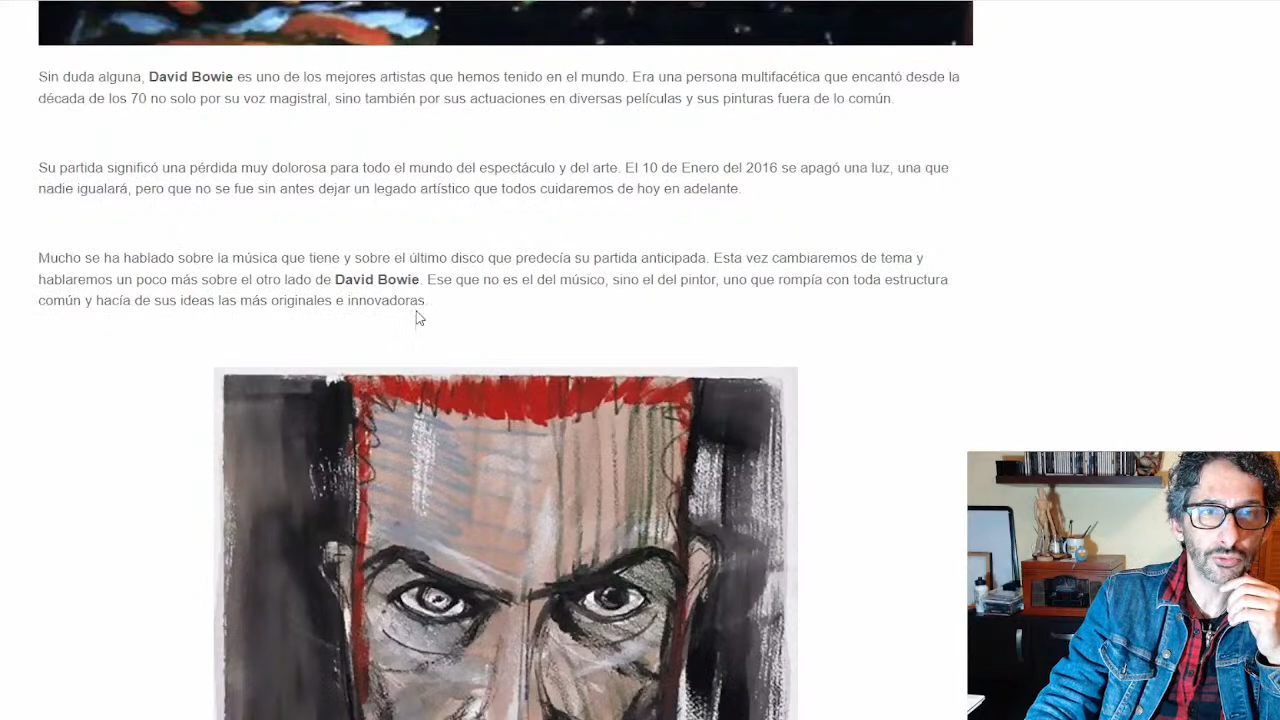 Sin duda alguna, David Bowie es uno de los mejores artistas que hemos tenido en el mundo. Era una persona multifacética que encantó desde la
década de los 70 no solo por su voz magistral, sino también por sus actuaciones en diversas películas y sus pinturas fuera de lo común.
Su partida significó una pérdida muy dolorosa para todo el mundo del espectáculo y del arte. El 10 de Enero del 2016 se apagó una luz, una que
nadie igualará, pero que no se fue sin antes dejar un legado artístico que todos cuidaremos de hoy en adelante.
Mucho se ha hablado sobre la música que tiene y sobre el último disco que predecía su partida anticipada. Esta vez cambiaremos de tema y
hablaremos un poco más sobre el otro lado de David Bowie. Ese que no es el del músico, sino el del pintor, uno que rompía con toda estructura
común y hacía de sus ideas las más originales e innovadoras.